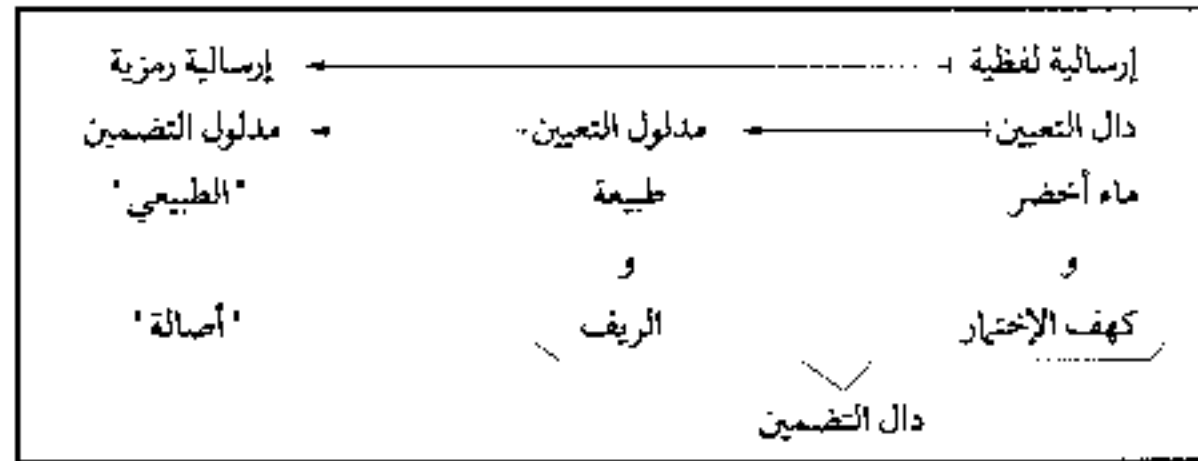 إرسالية لفظية إرسالية رمزية
دال التعيين مدلول التعيين مدلول التضمين
ماء أخضر طبيعة "الطبيعي"
و و
كهف الإختمار الريف "أصالة"
دال التضمين